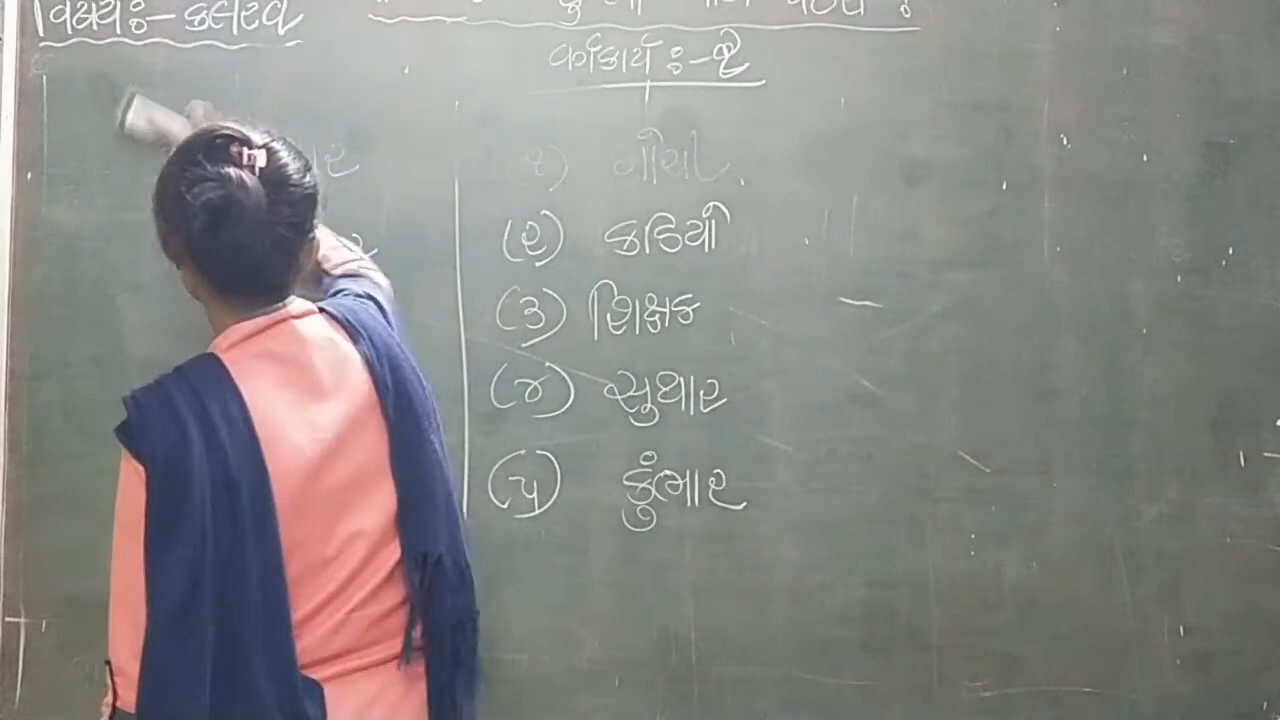 વિષય :- કલરવ
વર્ગકાર્ય :- ૨
(૧) મોચી.
(૨) કડિયો
(૩) શિક્ષક
(૪) સુથાર
(૫) કુંભાર